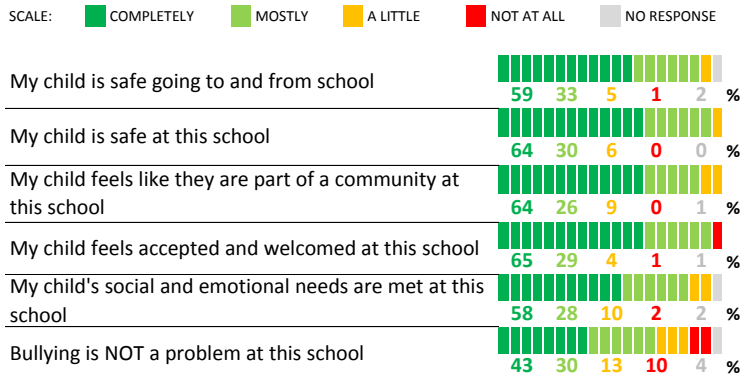 SCALE: COMPLETELY MOSTLY A LITTLE NOT AT ALL NO RESPONSE
My child is safe going to and from school
59 33 5 1 2 %
My child is safe at this school
64 30 6 0 0 %
My child feels like they are part of a community at
this school
64 26 9 0 1 %
My child feels accepted and welcomed at this school
65 29 4 1 1 %
My child's social and emotional needs are met at this
school
58 28 10 2 2 %
Bullying is NOT a problem at this school
43 30 13 10 4 %